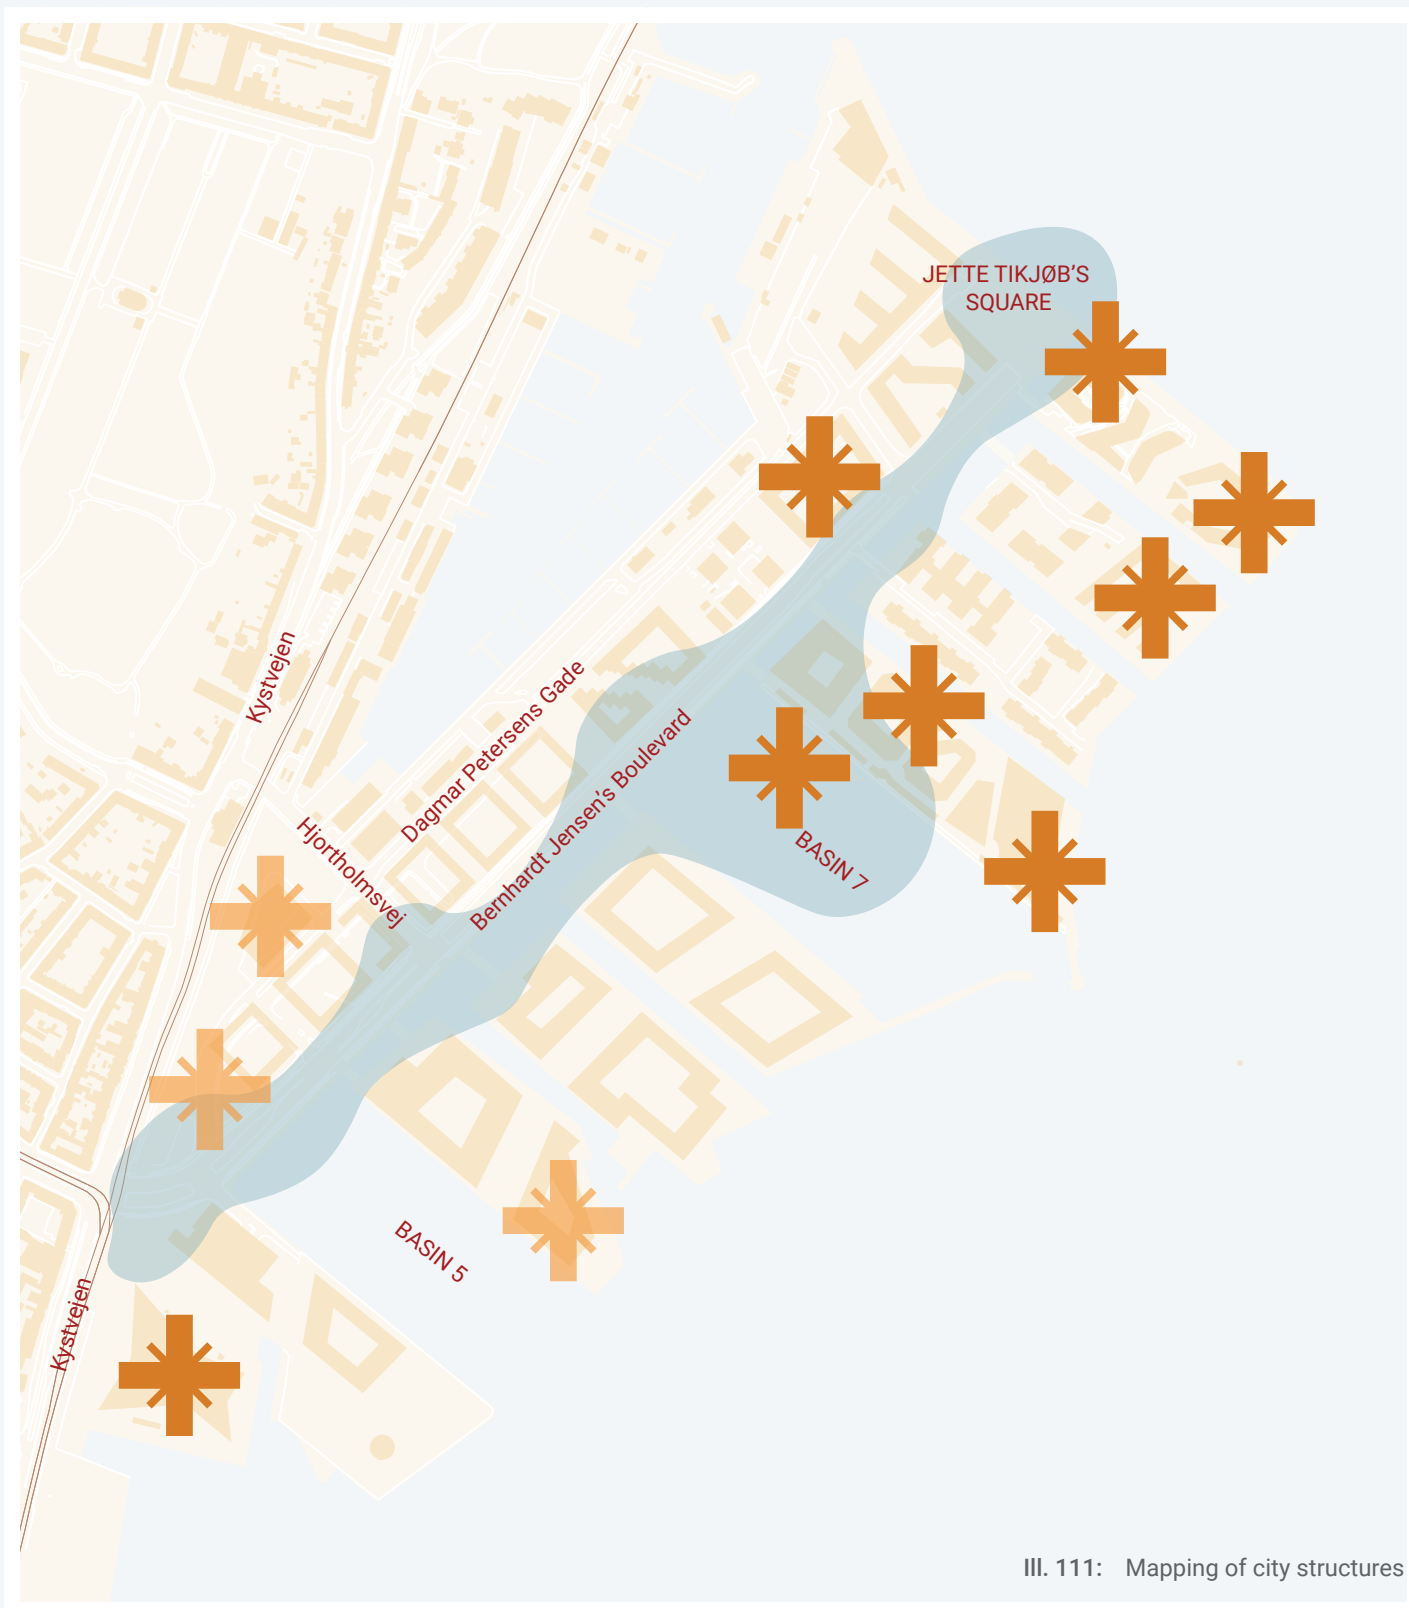 JETTE TIKJØB’S
SQUARE
Kystvejen
Dagmar Petersens Gade
Bernhardt Jensen’s Boulevard
Hjortholmsvej
BASIN 7
BASIN 5
Kystvejen
Ill. 111: Mapping of city structures